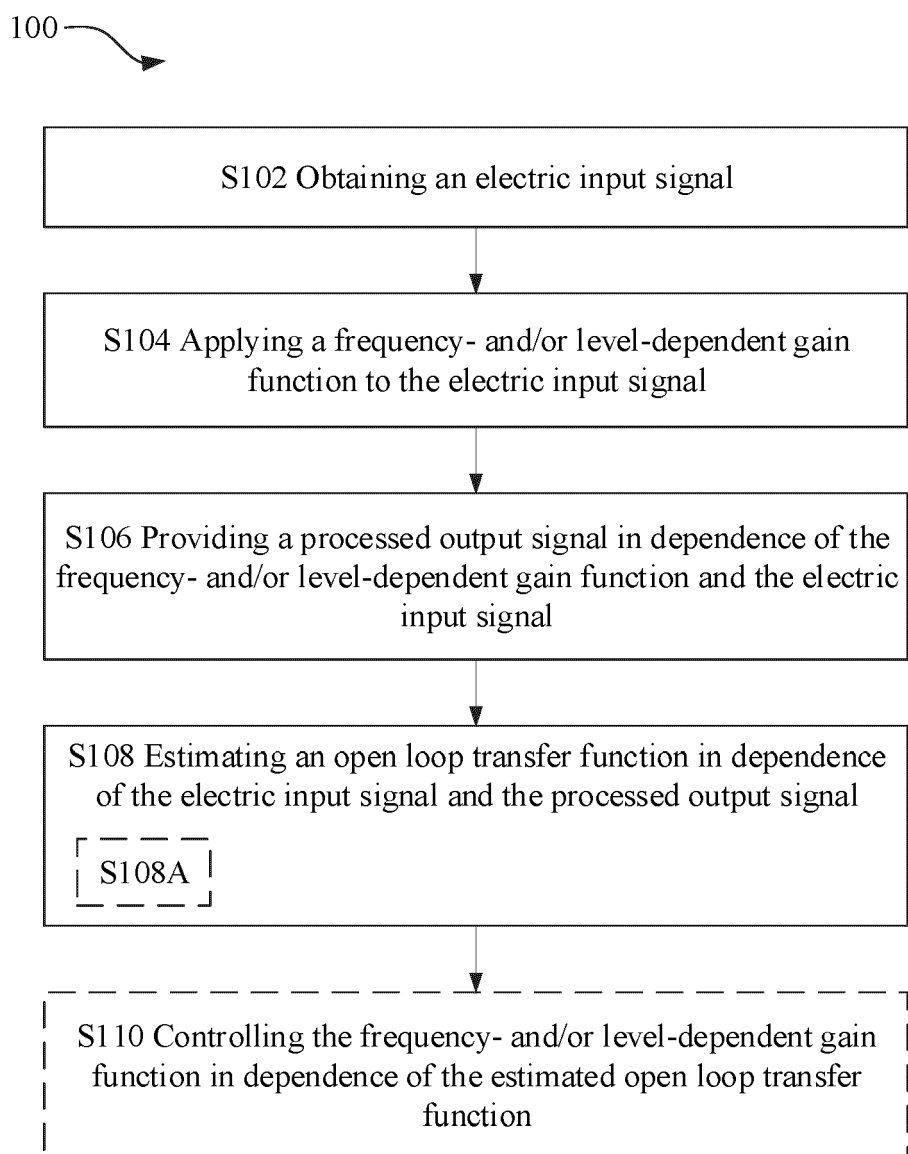 100
S102 Obtaining an electric input signal
S104 Applying a frequency- and/or level-dependent gain
function to the electric input signal
S106 Providing a processed output signal in dependence of the
frequency- and/or level-dependent gain function and the electric
input signal
S108 Estimating an open loop transfer function in dependence
of the electric input signal and the processed output signal
S108A
S110 Controlling the frequency- and/or level-dependent gain
function in dependence of the estimated open loop transfer
function